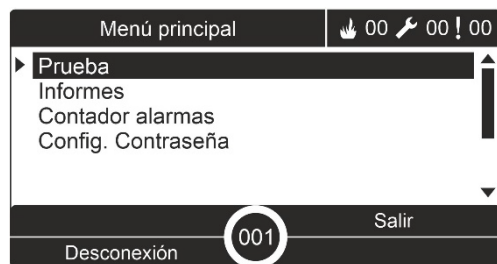 Menú principal 00 00 00
Prueba
Informes
Contador alarmas
Config. Contraseña
Salir
001
Desconexión